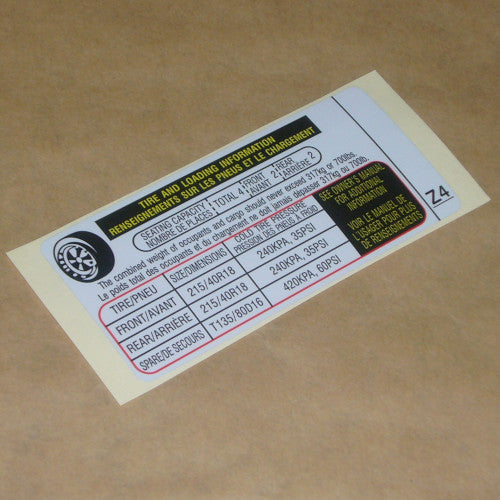 TIRE AND LOADING INFORMATION
RENSEIGNEMENTS SUR LES PNEUS ET LE CHARGEMENT
SEATING CAPACITY TOTAL 4 FRONT 2 REAR 2
NOMBRE DE PLACES AVANT ARRIÈRE
The combined weight of occupants and cargo should never exceed 317kg or 700lbs.
Le poids total des occupants et du chargement ne doit jamais dépasser 317kg ou 700lb.
TIRE/PNEU SIZE/DIMENSIONS COLD TIRE PRESSURE
PRESSION DES PNEUS À FROID
FRONT/AVANT 215/40R18 240KPA, 35PSI
REAR/ARRIÈRE 215/40R18 240KPA, 35PSI
SPARE/DE SECOURS T135/80D16 420KPA, 60PSI
SEE OWNER'S MANUAL
FOR ADDITIONAL
INFORMATION
VOIR LE MANUEL DE
L'USAGER POUR PLUS
DE RENSEIGNEMENTS
Z4